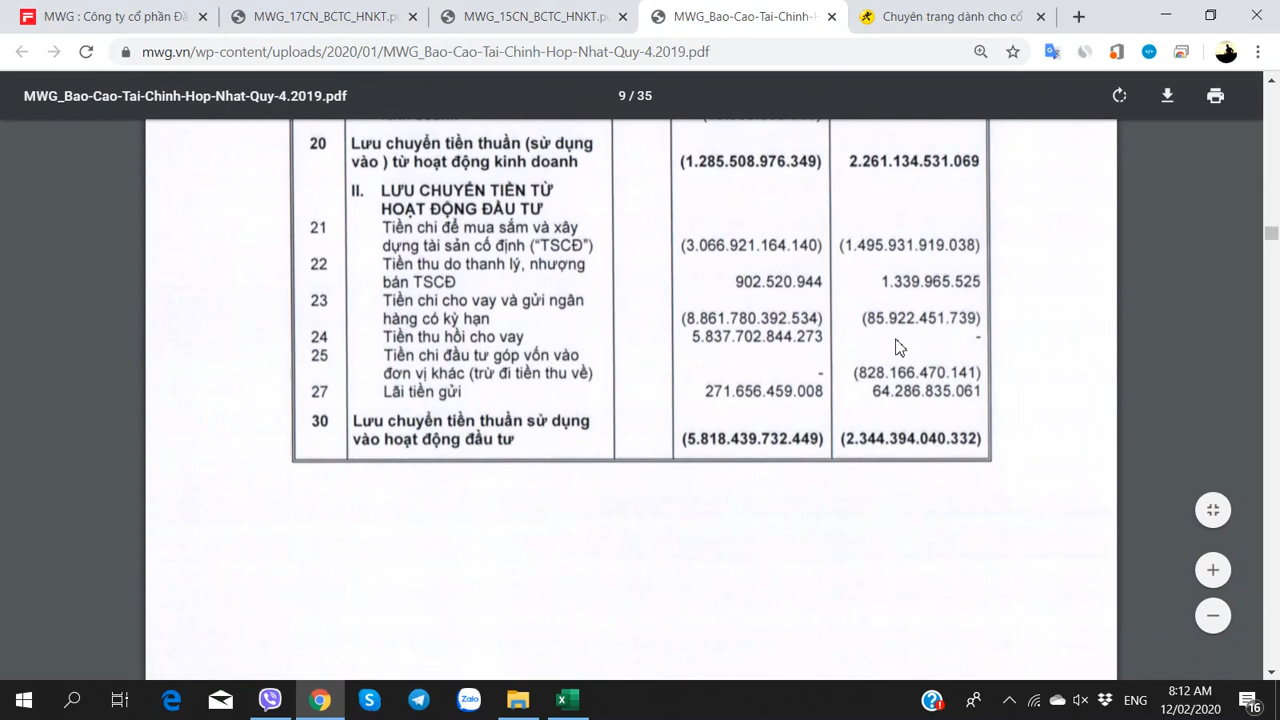 MWG : Công ty cổ phần Đầ
MWG_17CN_BCTC_HNKT.p
MWG_15CN_BCTC_HNKT.pd
MWG_Bao-Cao-Tai-Chinh-H
Chuyên trang dành cho cổ
mwg.vn/wp-content/uploads/2020/01/MWG_Bao-Cao-Tai-Chinh-Hop-Nhat-Quy-4.2019.pdf
MWG_Bao-Cao-Tai-Chinh-Hop-Nhat-Quy-4.2019.pdf
9 / 35
20 Lưu chuyển tiền thuần (sử dụng
vào ) từ hoạt động kinh doanh (1.285.508.976.349) 2.261.134.531.069
II. LƯU CHUYỂN TIỀN TỪ
HOẠT ĐỘNG ĐẦU TƯ
21 Tiền chi để mua sắm và xây
dựng tài sản cố định (“TSCĐ”) (3.066.921.164.140) (1.495.931.919.038)
22 Tiền thu do thanh lý, nhượng
bán TSCĐ 902.520.944 1.339.965.525
23 Tiền chi cho vay và gửi ngân
hàng có kỳ hạn (8.861.780.392.534) (85.922.451.739)
24 Tiền thu hồi cho vay 5.837.702.844.273 -
25 Tiền chi đầu tư góp vốn vào
đơn vị khác (trừ đi tiền thu về) - (828.166.470.141)
27 Lãi tiền gửi 271.656.459.008 64.286.835.061
30 Lưu chuyển tiền thuần sử dụng
vào hoạt động đầu tư (5.818.439.732.449) (2.344.394.040.332)
Zalo
ENG
8:12 AM
12/02/2020
16